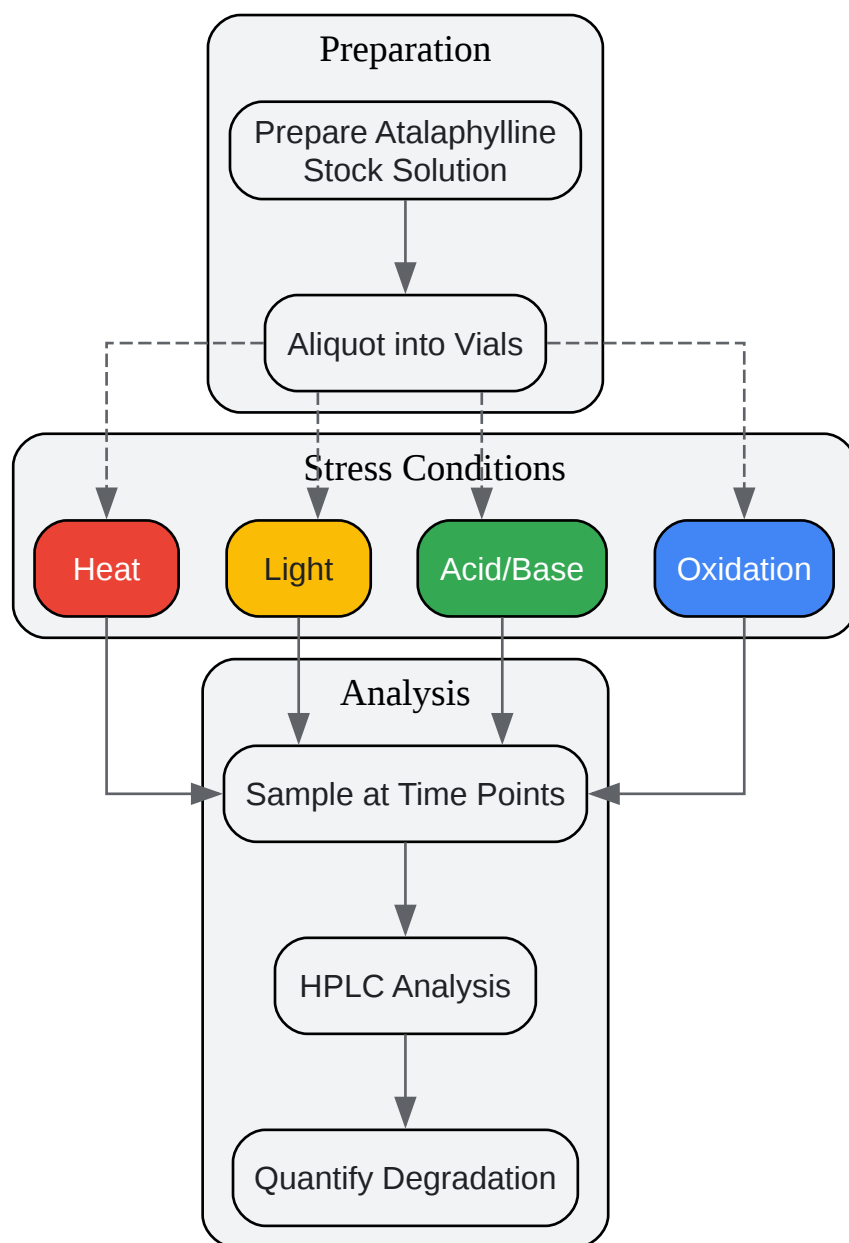 Preparation
Prepare Atalaphylline
Stock Solution
Aliquot into Vials
Stress Conditions
Heat
Light
Acid/Base
Oxidation
Analysis
Sample at Time Points
HPLC Analysis
Quantify Degradation